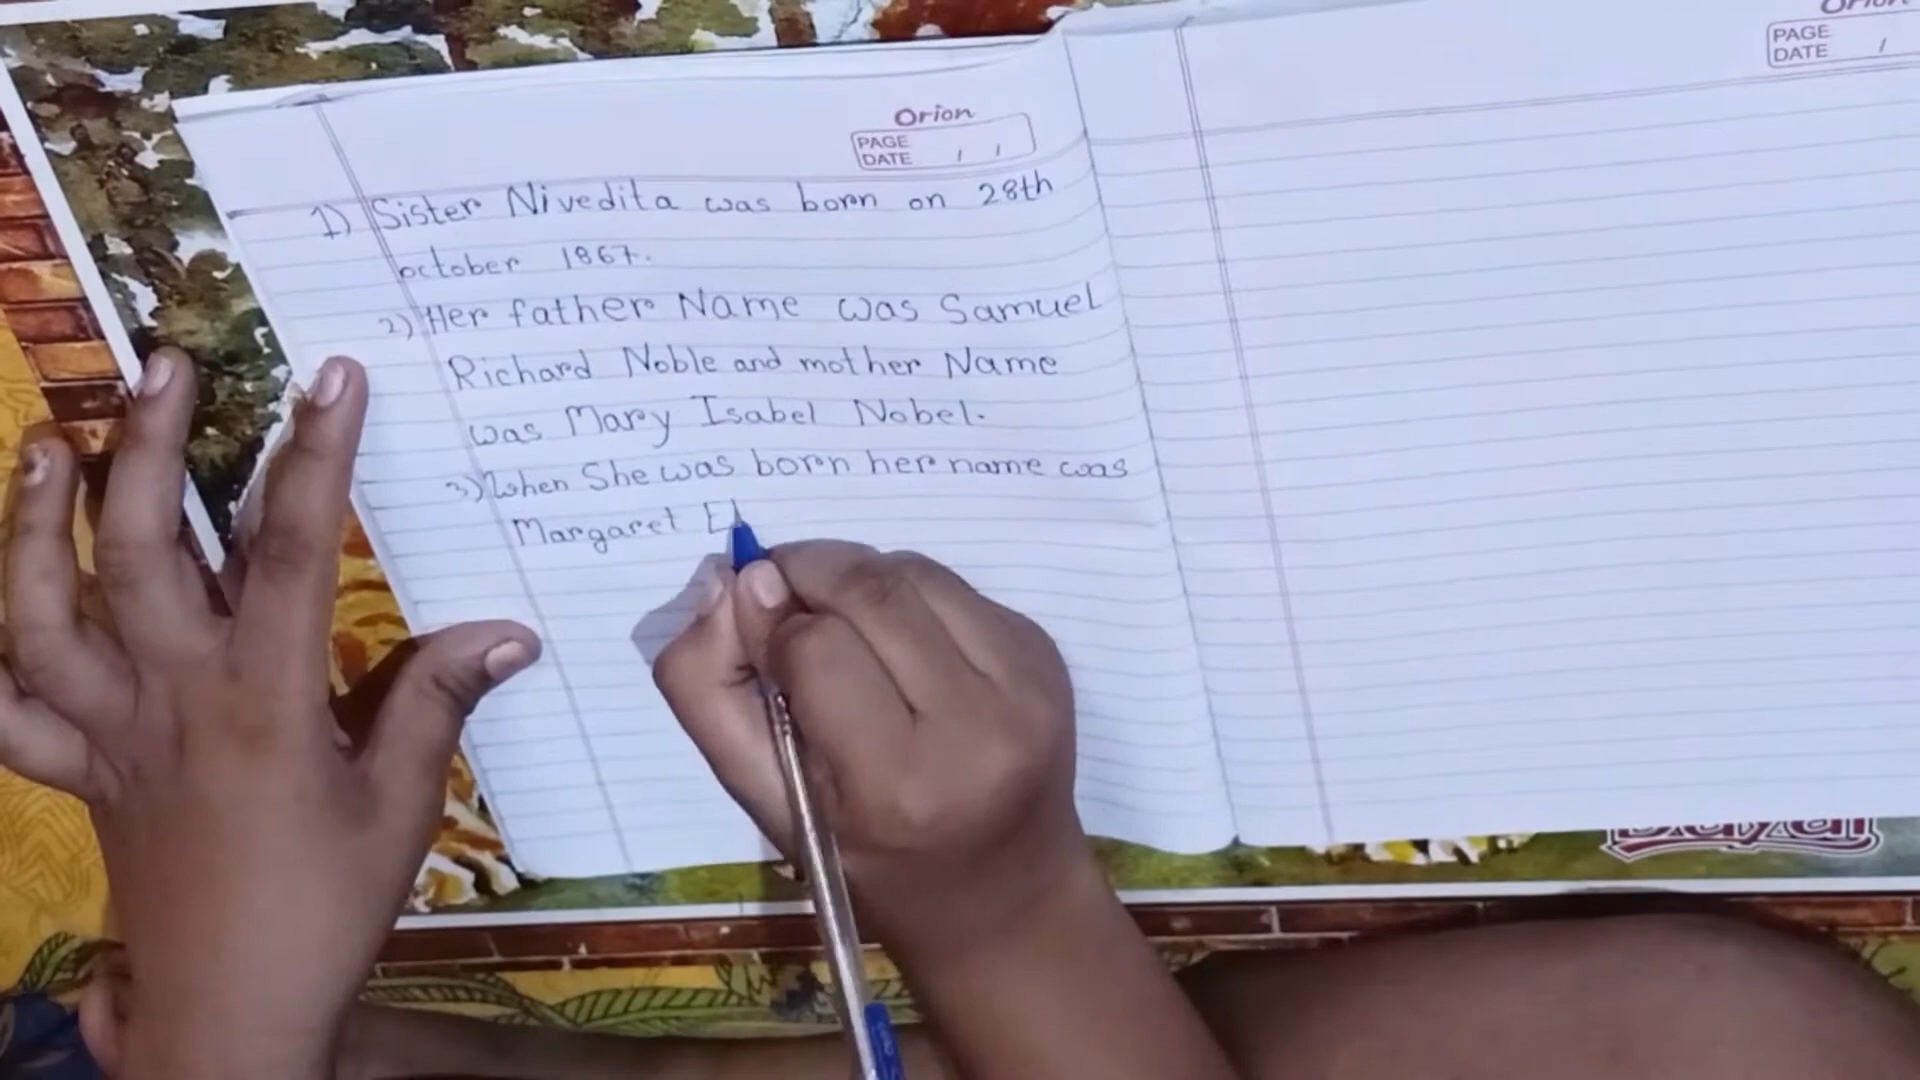 Orion
PAGE
DATE / /
1) Sister Nivedita was born on 28th
october 1867.
2) Her father Name was Samuel
Richard Noble and mother Name
was Mary Isabel Nobel.
3) When She was born her name was
Margaret El
PAGE
DATE /